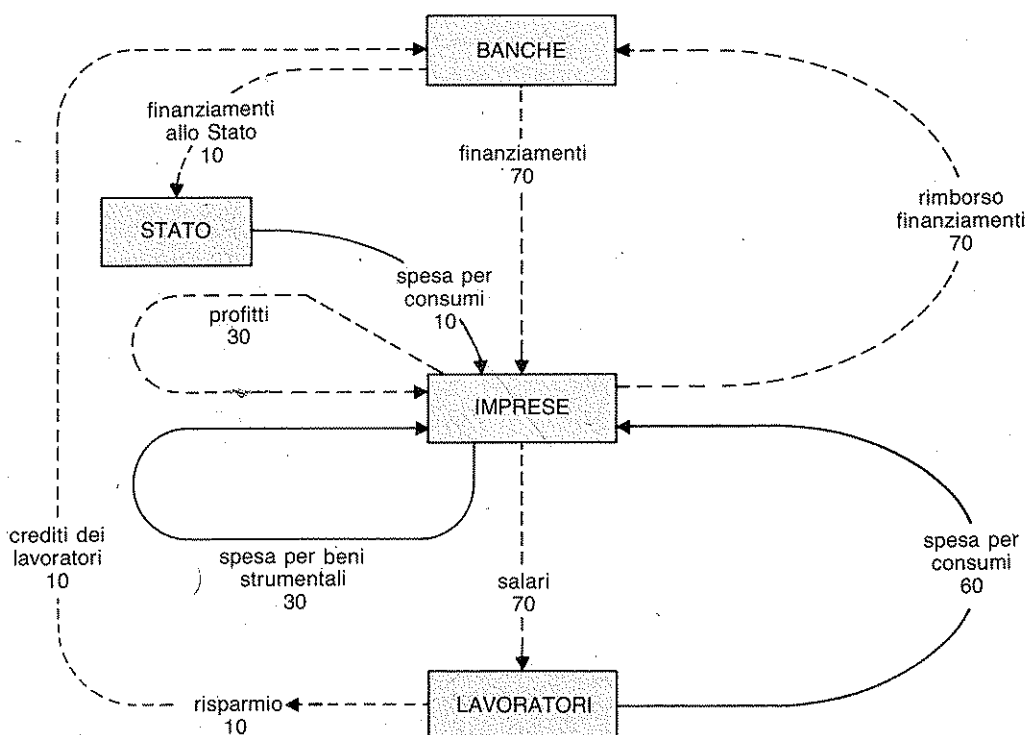 BANCHE
finanziamenti
allo Stato
10
finanziamenti
70
rimborso
finanziamenti
70
STATO
spesa per
consumi
10
profitti
30
IMPRESE
crediti dei
lavoratori
10
spesa per beni
strumentali
30
salari
70
spesa per
consumi
60
risparmio
10
LAVORATORI